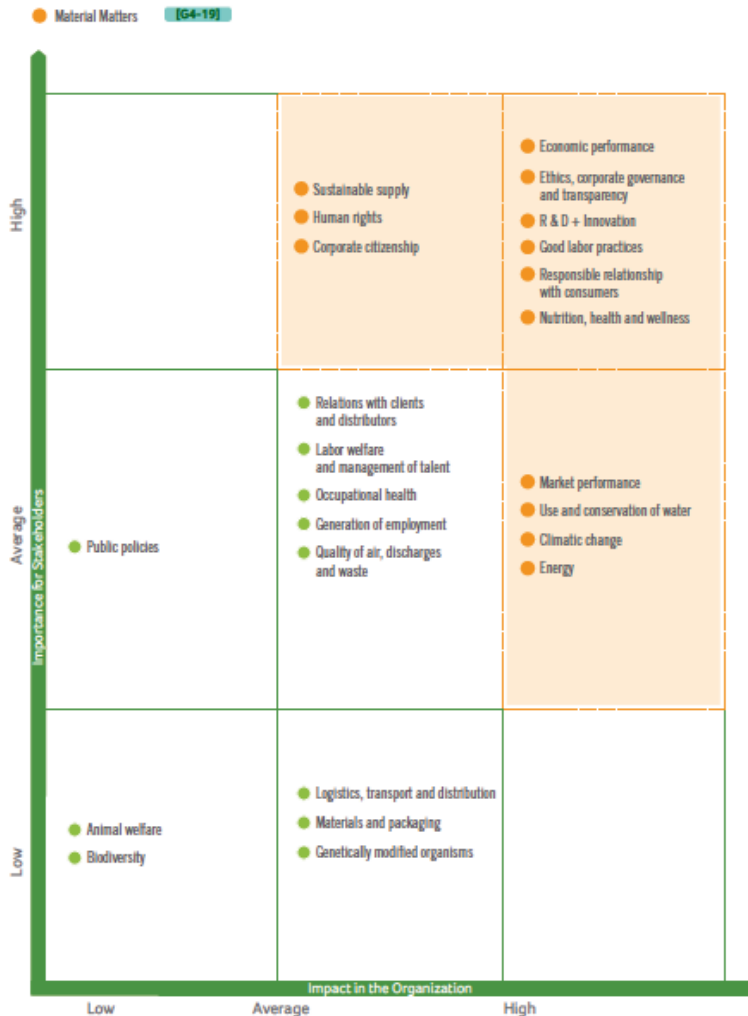 Material Matters [G4-19]
High
Sustainable supply
Human rights
Corporate citizenship
Economic performance
Ethics, corporate governance
and transparency
R & D + Innovation
Good labor practices
Responsible relationship
with consumers
Nutrition, health and wellness
Average
Importance for Stakeholders
Public policies
Relations with clients
and distributors
Labor welfare
and management of talent
Occupational health
Generation of employment
Quality of air, discharges
and waste
Market performance
Use and conservation of water
Climatic change
Energy
Low
Animal welfare
Biodiversity
Logistics, transport and distribution
Materials and packaging
Genetically modified organisms
Impact in the Organization
Low Average High